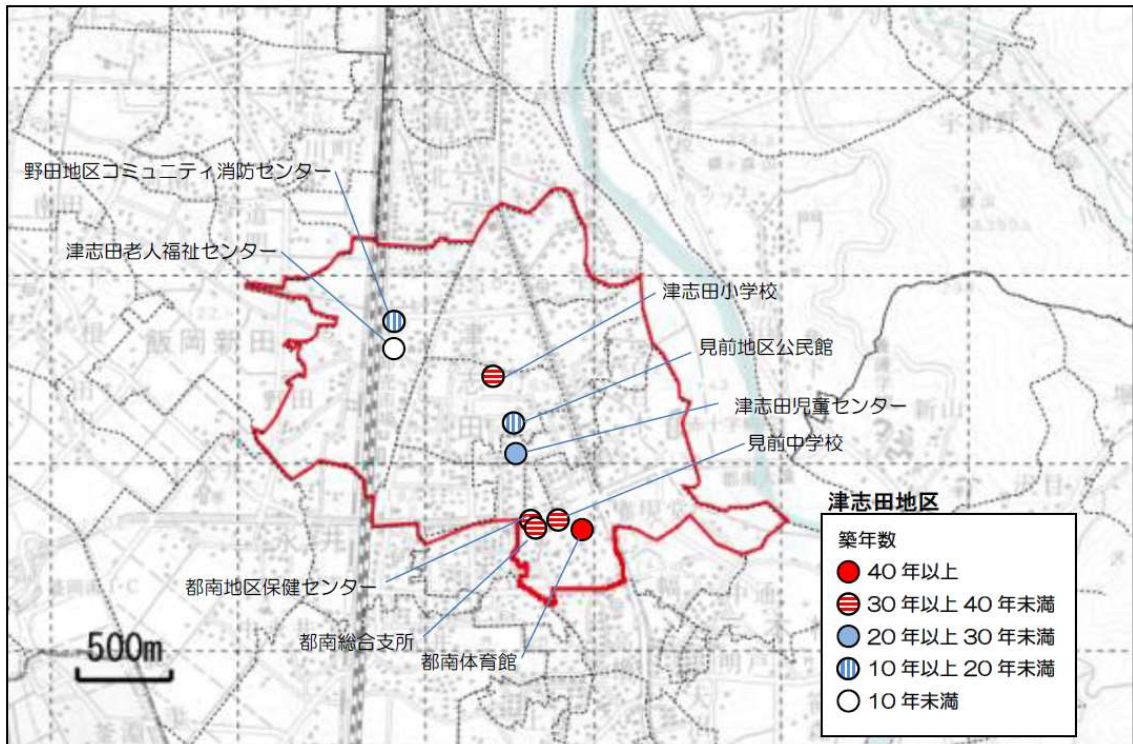 野田地区コミュニティ消防センター
津志田老人福祉センター
津志田小学校
見前地区公民館
津志田児童センター
見前中学校
飯岡新田
都南地区保健センター
都南総合支所
都南体育館
500m
津志田地区
築年数
40年以上
30年以上40年未満
20年以上30年未満
10年以上20年未満
10年未満